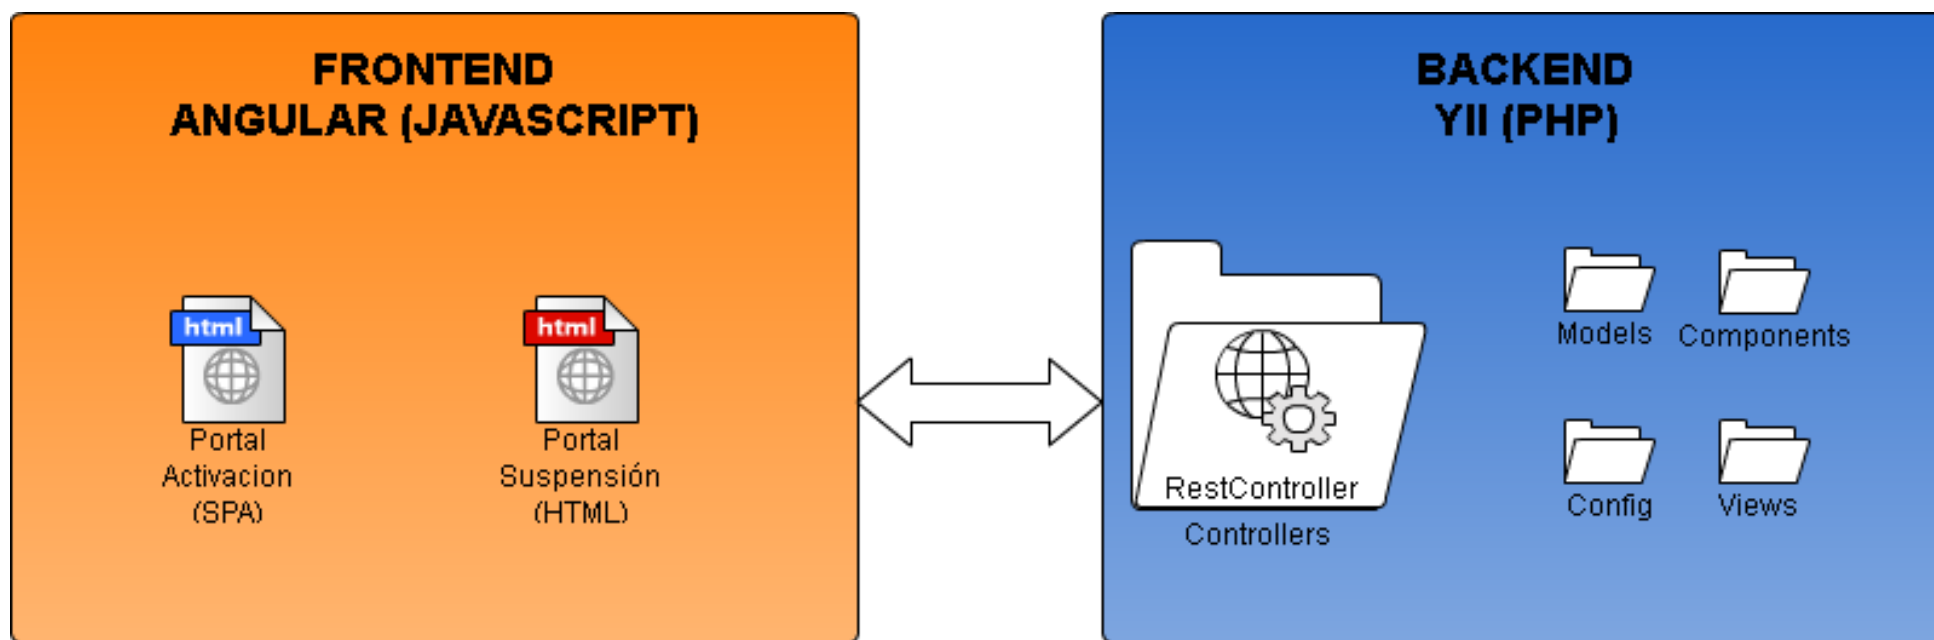 FRONTEND
ANGULAR (JAVASCRIPT)
html
Portal
Activacion
(SPA)
html
Portal
Suspensión
(HTML)
BACKEND
YII (PHP)
RestController
Controllers
Models
Components
Config
Views